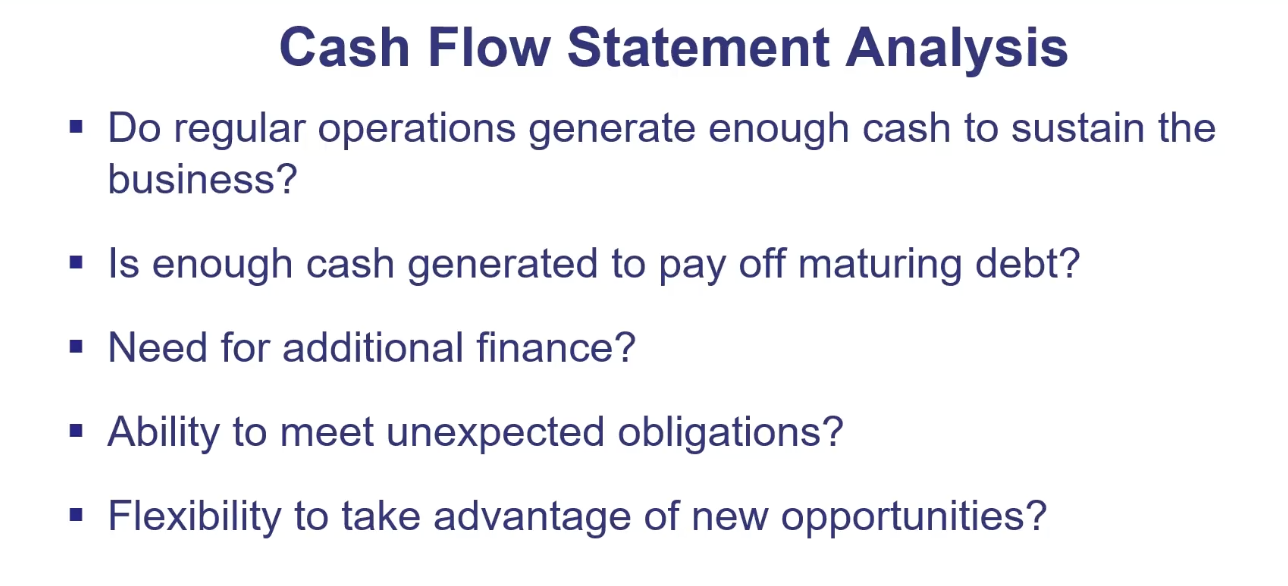 Cash Flow Statement Analysis
▪ Do regular operations generate enough cash to sustain the
business?
▪ Is enough cash generated to pay off maturing debt?
▪ Need for additional finance?
▪ Ability to meet unexpected obligations?
▪ Flexibility to take advantage of new opportunities?